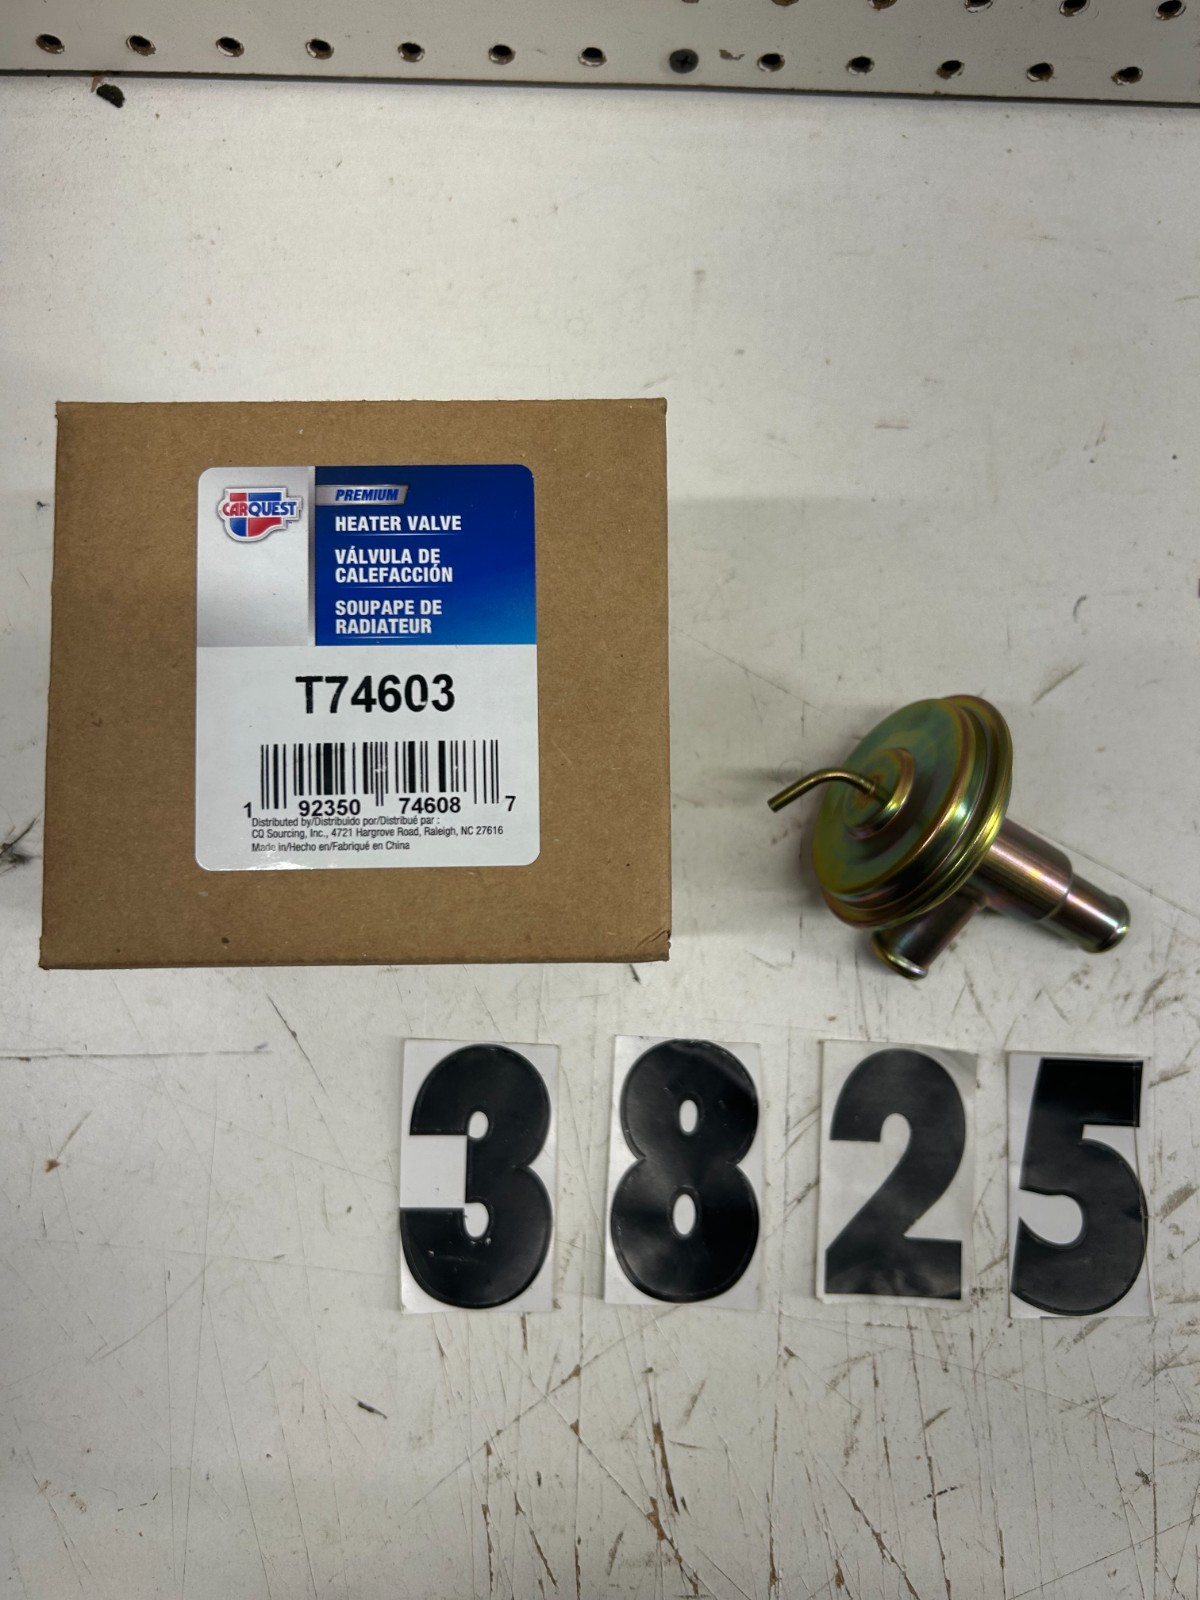 CARQUEST
PREMIUM
HEATER VALVE
VÁLVULA DE
CALEFACCIÓN
SOUPAPE DE
RADIATEUR
T74603
1 92350 74608 7
Distributed by/Distribuido por/Distribué par :
CQ Sourcing, Inc., 4721 Hargrove Road, Raleigh, NC 27616
Made in/Hecho en/Fabriqué en China
3825